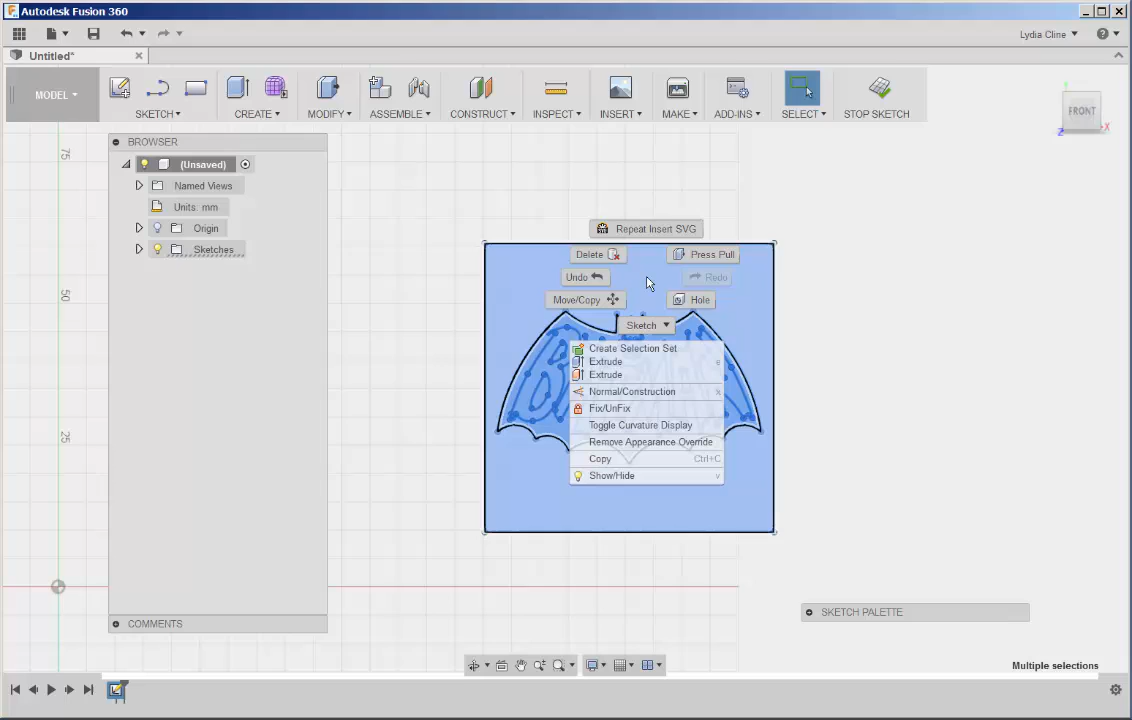 Autodesk Fusion 360
Lydia Cline
Untitled*
MODEL
SKETCH
CREATE
MODIFY
ASSEMBLE
CONSTRUCT
INSPECT
INSERT
MAKE
ADD-INS
SELECT
STOP SKETCH
FRONT
X
Z
BROWSER
(Unsaved)
Named Views
Units: mm
Origin
Sketches
75
50
25
Repeat Insert SVG
Delete
Press Pull
Undo
Redo
Move/Copy
Hole
Sketch
Create Selection Set
Extrude e
Extrude
Normal/Construction x
Fix/UnFix
Toggle Curvature Display
Remove Appearance Override
Copy Ctrl+C
Show/Hide v
SKETCH PALETTE
COMMENTS
Multiple selections